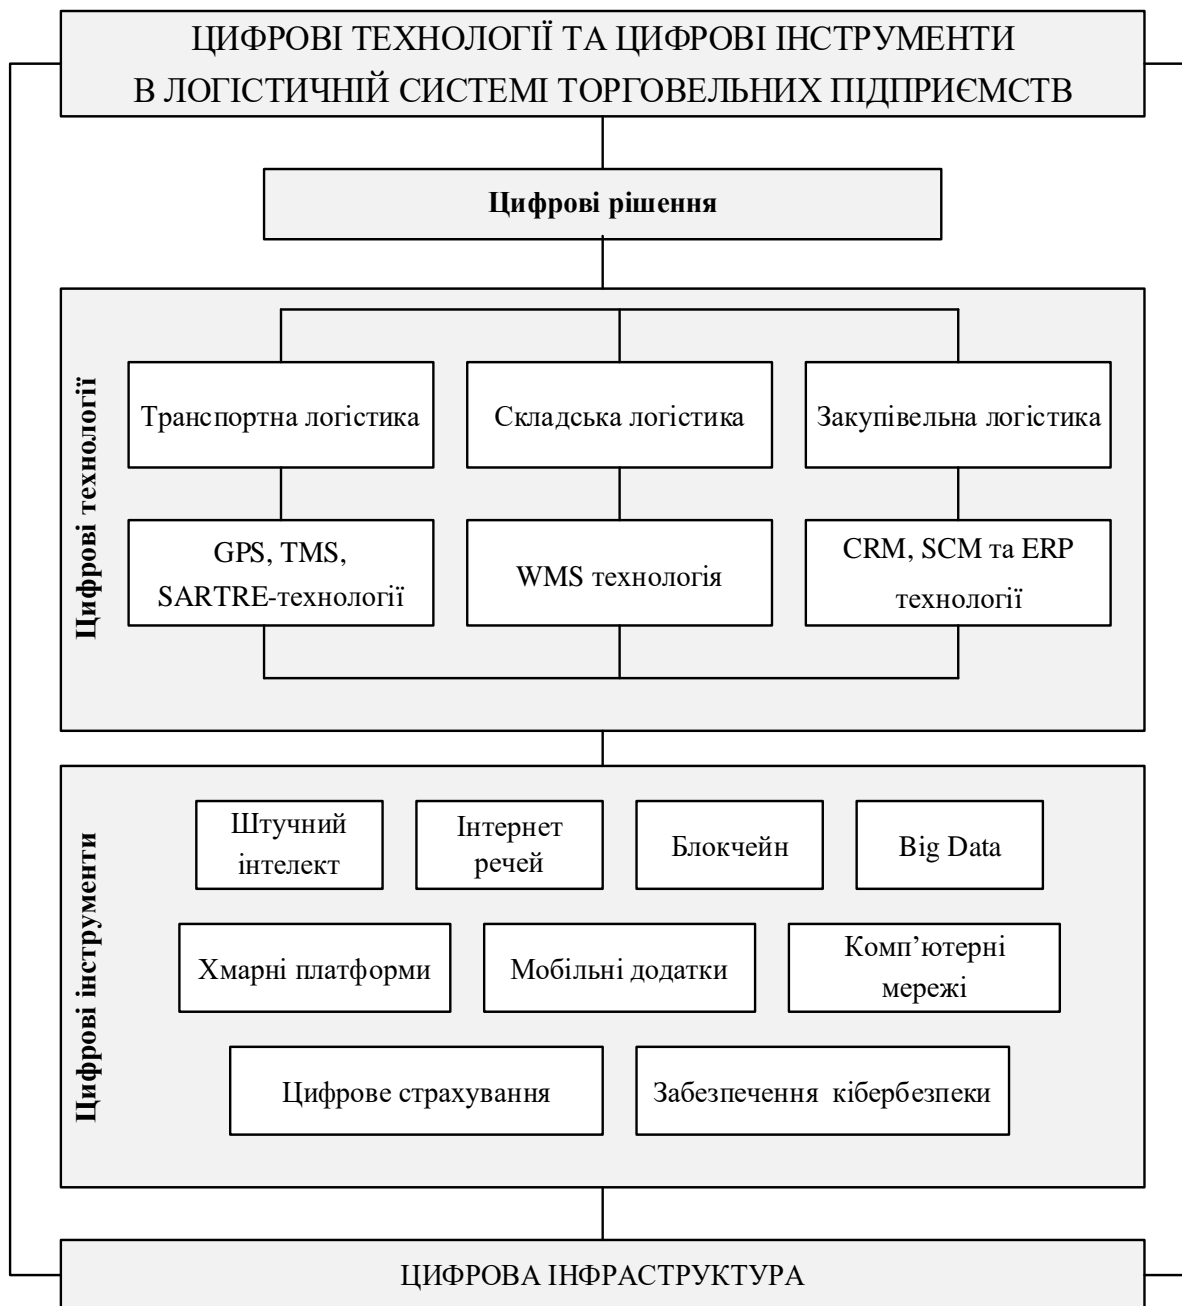 ЦИФРОВІ ТЕХНОЛОГІЇ ТА ЦИФРОВІ ІНСТРУМЕНТИ
В ЛОГІСТИЧНІЙ СИСТЕМІ ТОРГОВЕЛЬНИХ ПІДПРИЄМСТВ
Цифрові рішення
Цифрові технології
Транспортна логістика
Складська логістика
Закупівельна логістика
GPS, TMS,
SARTRE-технології
WMS технологія
CRM, SCM та ERP
технології
Цифрові інструменти
Штучний
інтелект
Інтернет
речей
Блокчейн
Big Data
Хмарні платформи
Мобільні додатки
Комп’ютерні
мережі
Цифрове страхування
Забезпечення кібербезпеки
ЦИФРОВА ІНФРАСТРУКТУРА